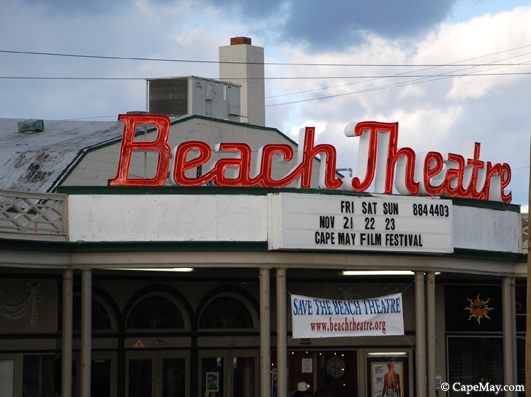 Beach Theatre
FRI SAT SUN 8844403
NOV 21 22 23
CAPE MAY FILM FESTIVAL
SAVE THE BEACH THEATRE
www.beachtheatre.org
© CapeMay.com